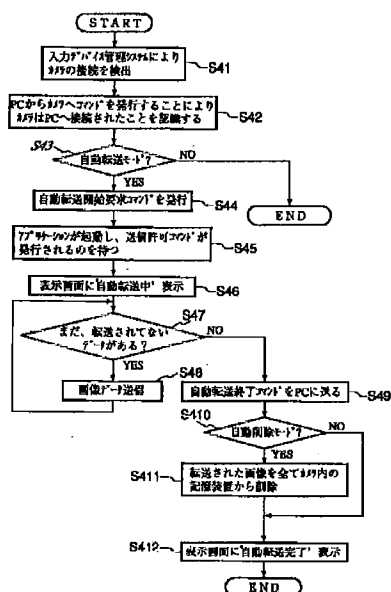 START
入力デバイス管理システムにより
カメラの接続を検出
S41
PCからカメラへコマンドを発行することにより
カメラはPCへ接続されたことを認識する
S42
S43
自動転送モード?
NO
YES
END
自動転送開始要求コマンドを発行
S44
アプリケーションが起動し、送信許可コマンドが
発行されるのを待つ
S45
表示画面に'自動転送中' 表示
S46
まだ、転送されてない
データがある?
S47
NO
YES
画像データ送信
S48
自動転送終了コマンドをPCに送る
S49
S410
自動削除モード?
NO
YES
転送された画像を全てカメラ内の
記憶装置から削除
S411
S412
表示画面に'自動転送完了' 表示
END